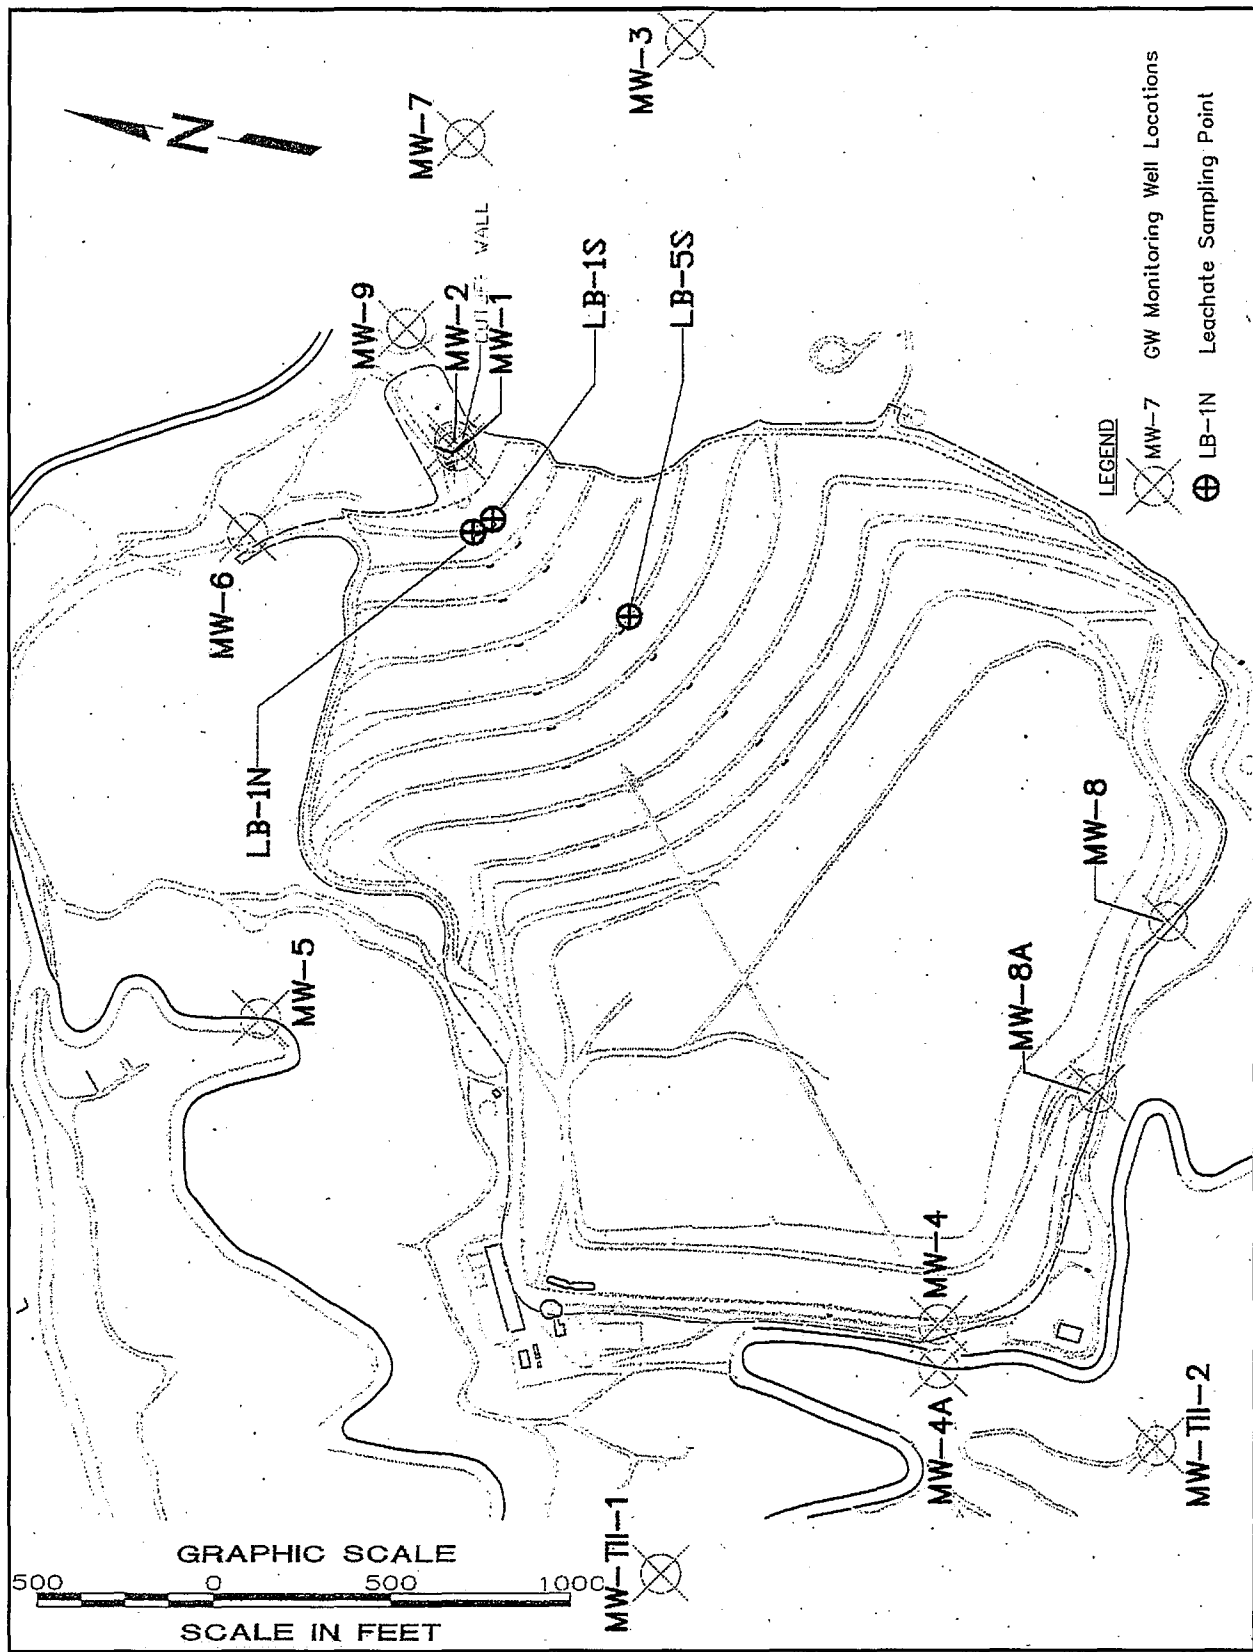 N
MW-3
MW-7
MW-9
MW-2
CUTOFF WALL
MW-1
LB-1S
LB-5S
MW-6
LB-1N
MW-5
MW-8
MW-8A
MW-4
MW-4A
MW-TII-2
MW-TII-1
LEGEND
MW-7 GW Monitoring Well Locations
LB-1N Leachate Sampling Point
GRAPHIC SCALE
500 0 500 1000
SCALE IN FEET